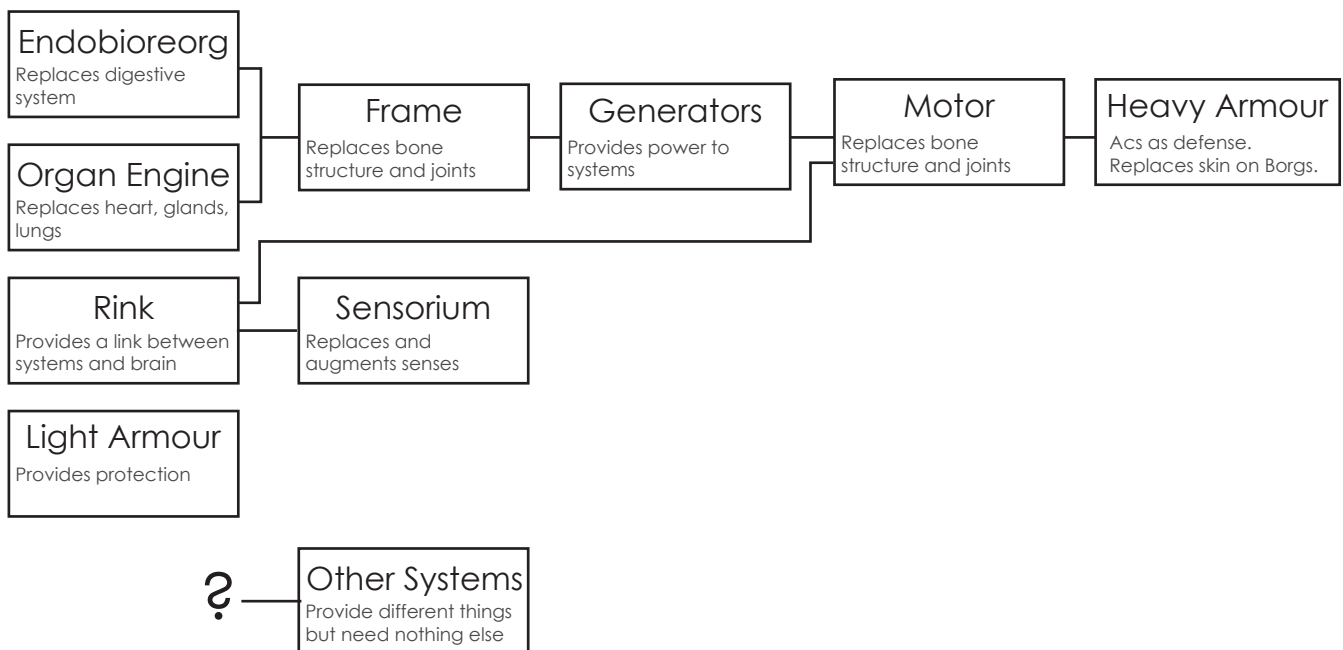 Endobioreorg
Replaces digestive
system
Organ Engine
Replaces heart, glands,
lungs
Frame
Replaces bone
structure and joints
Generators
Provides power to
systems
Motor
Replaces bone
structure and joints
Heavy Armour
Acs as defense.
Replaces skin on Borgs.
Rink
Provides a link between
systems and brain
Sensorium
Replaces and
augments senses
Light Armour
Provides protection
?
Other Systems
Provide different things
but need nothing else